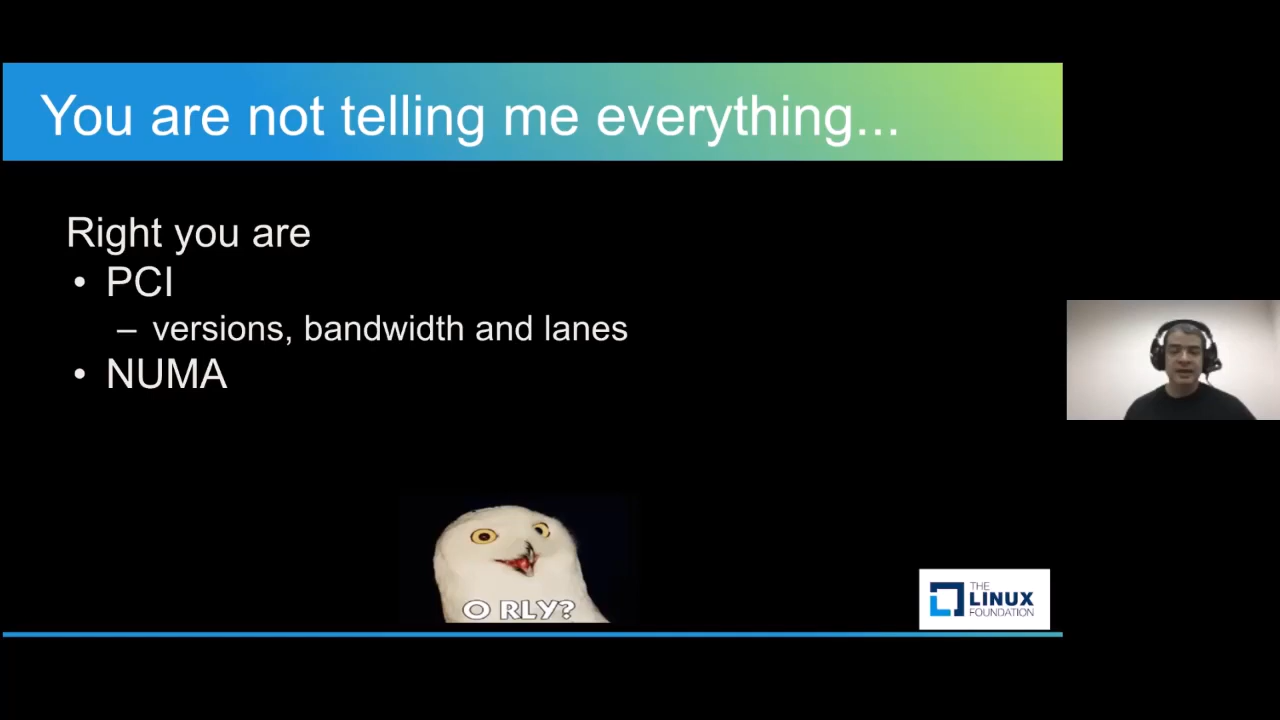 You are not telling me everything...
Right you are
• PCI
– versions, bandwidth and lanes
• NUMA
O RLY?
THE
LINUX
FOUNDATION